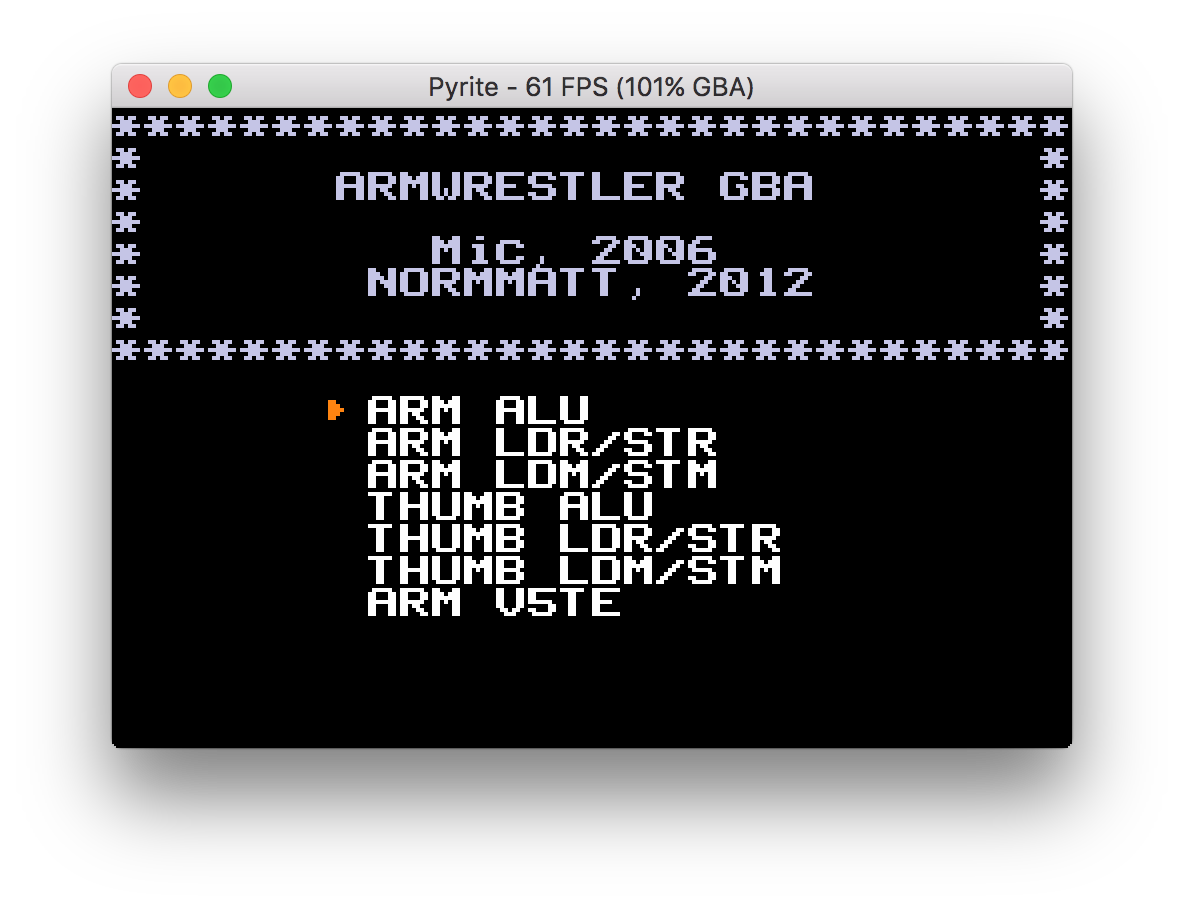 Pyrite - 61 FPS (101% GBA)
******************************
* *
* ARMWRESTLER GBA *
* *
* Mic, 2006 *
* NORMMATT, 2012 *
* *
******************************
ARM ALU
ARM LDR/STR
ARM LDM/STM
THUMB ALU
THUMB LDR/STR
THUMB LDM/STM
ARM V5TE